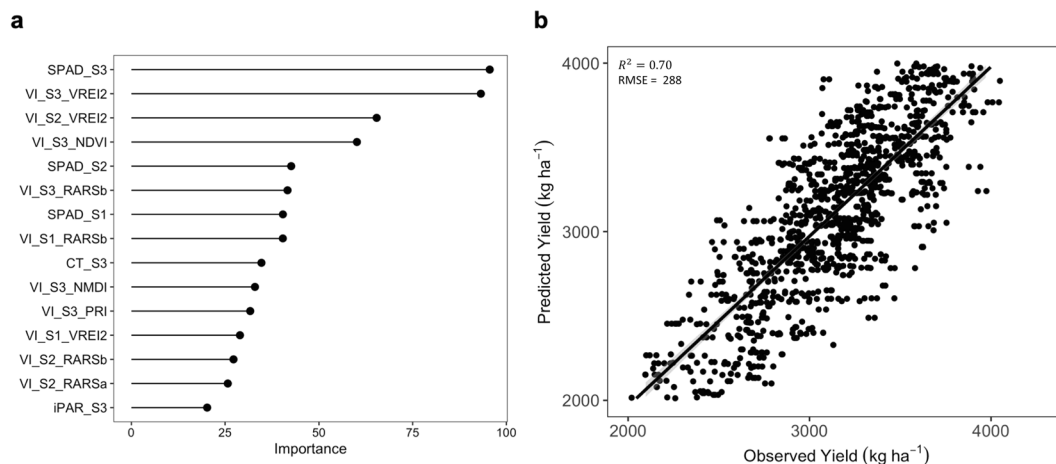 a
SPAD_S3
VI_S3_VREI2
VI_S2_VREI2
VI_S3_NDVI
SPAD_S2
VI_S3_RARSb
SPAD_S1
VI_S1_RARSb
CT_S3
VI_S3_NMDI
VI_S3_PRI
VI_S1_VREI2
VI_S2_RARSb
VI_S2_RARSa
iPAR_S3
0 25 50 75 100
Importance
b
R² = 0.70
RMSE = 288
Predicted Yield (kg ha⁻¹)
4000
3000
2000
2000 3000 4000
Observed Yield (kg ha⁻¹)